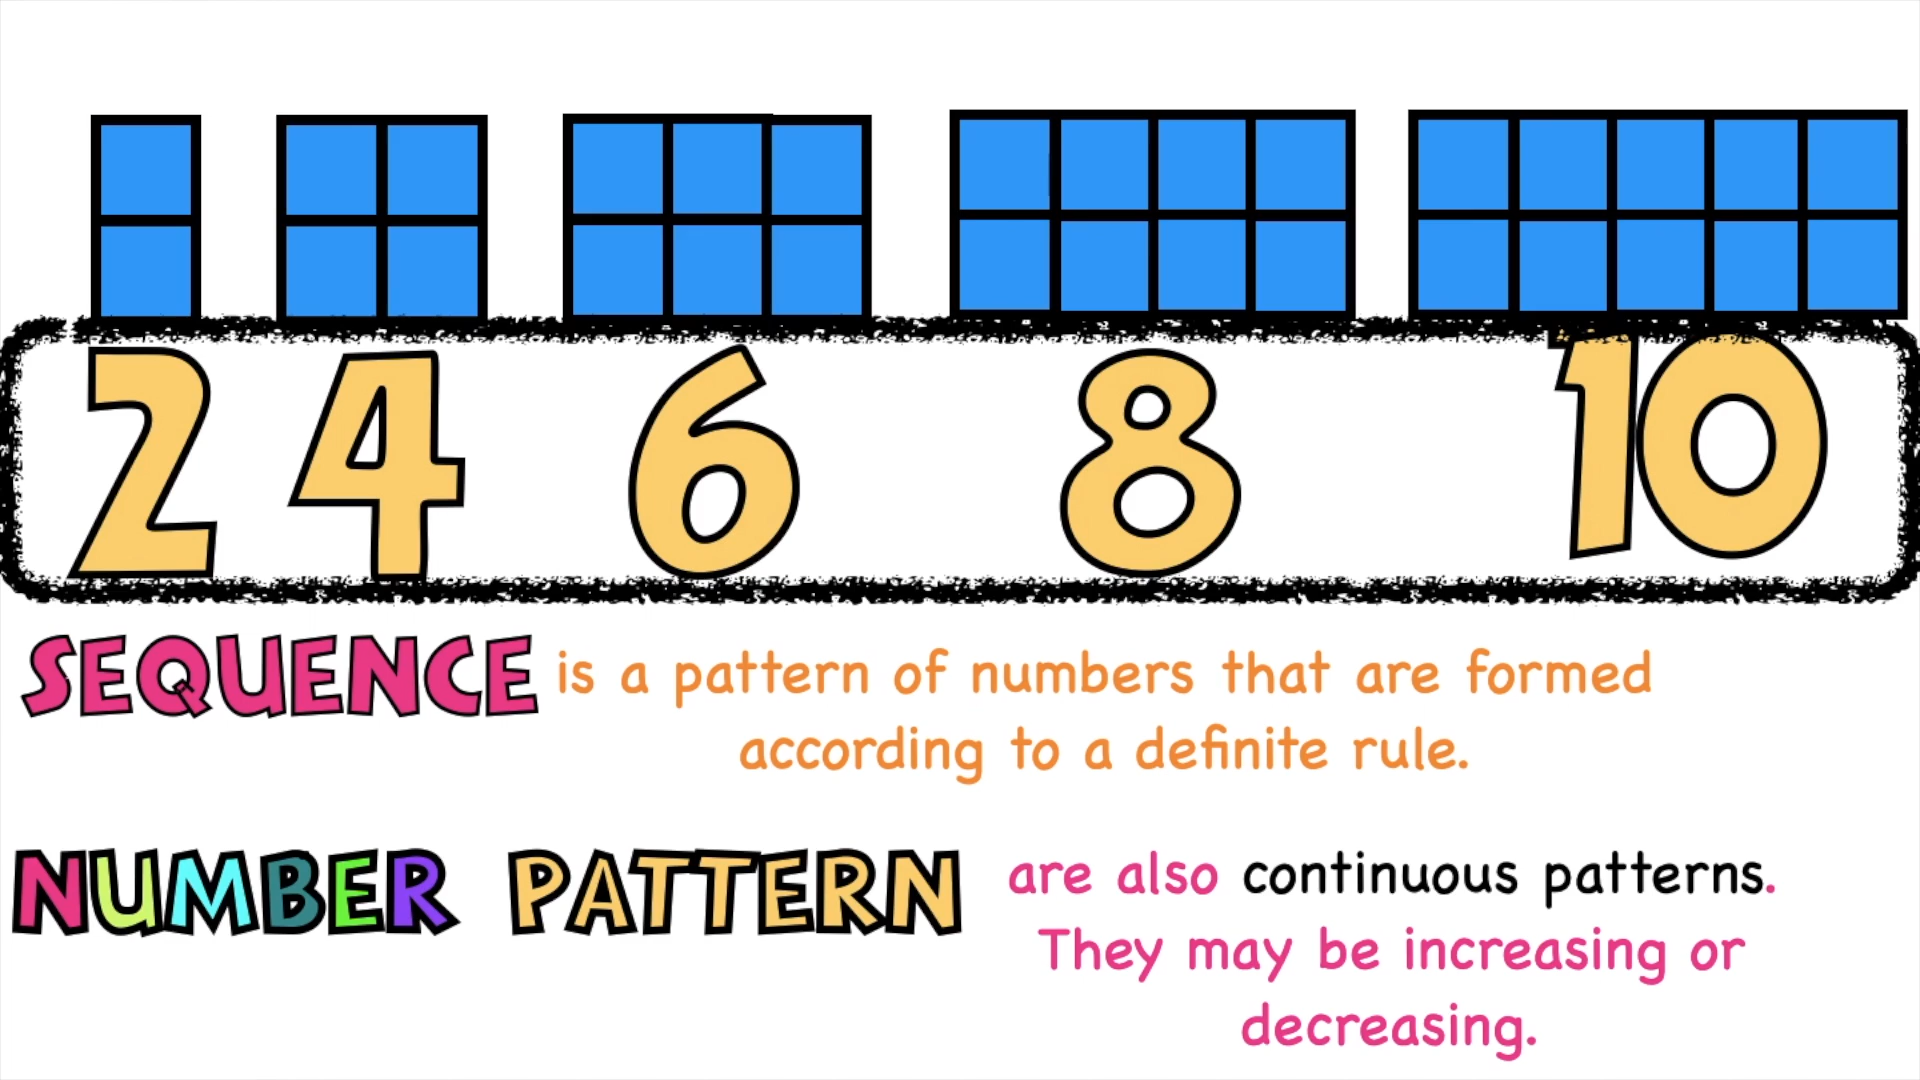 2 4 6 8 10
SEQUENCE is a pattern of numbers that are formed
according to a definite rule.
NUMBER PATTERN are also continuous patterns.
They may be increasing or
decreasing.